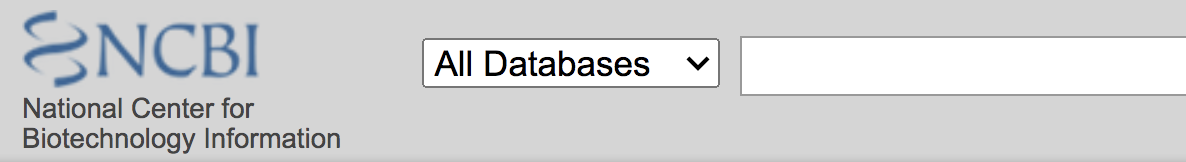 NCBI
National Center for
Biotechnology Information
All Databases